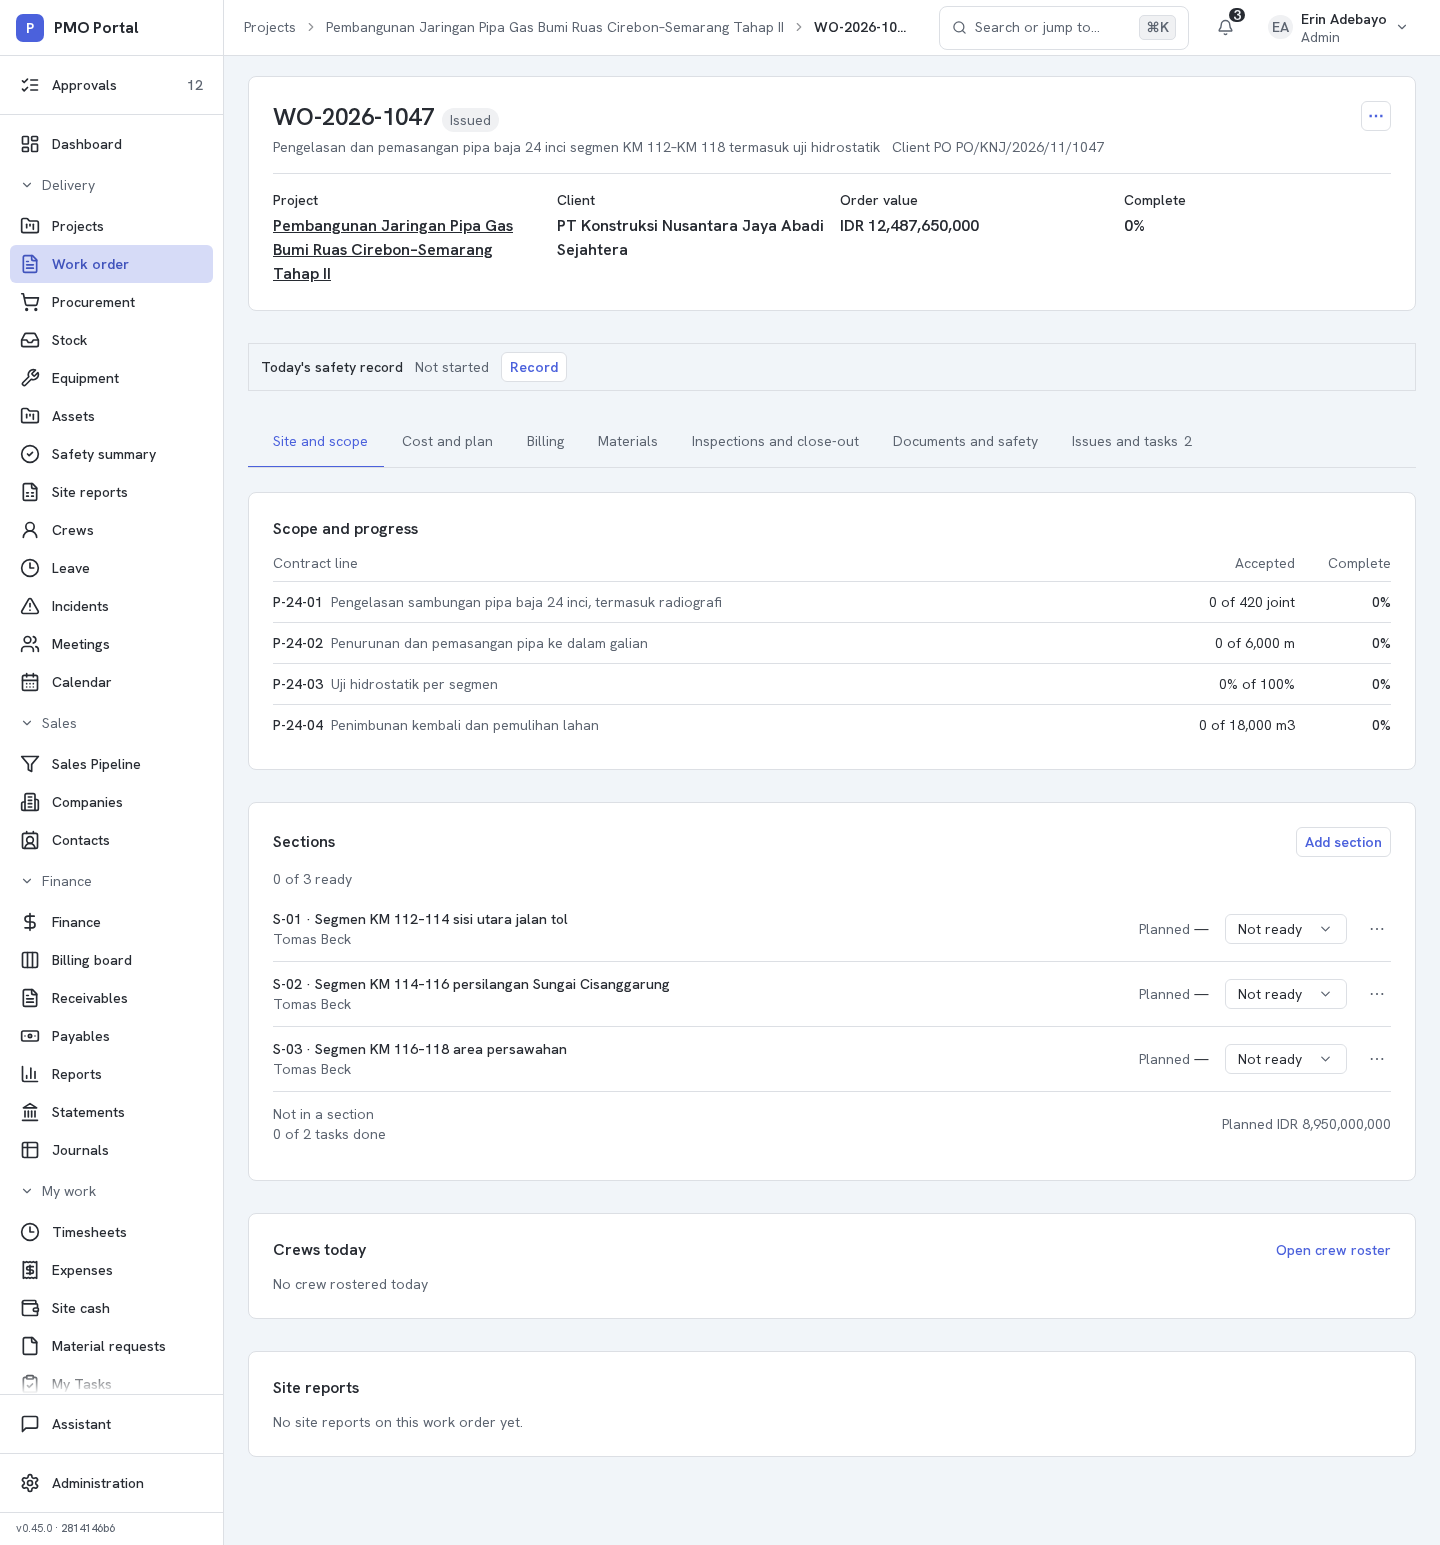 P PMO Portal
Projects
Pembangunan Jaringan Pipa Gas Bumi Ruas Cirebon–Semarang Tahap II
WO-2026-10...
Search or jump to...
⌘K
3
EA
Erin Adebayo
Admin
Approvals 12
Dashboard
Delivery
Projects
Work order
Procurement
Stock
Equipment
Assets
Safety summary
Site reports
Crews
Leave
Incidents
Meetings
Calendar
Sales
Sales Pipeline
Companies
Contacts
Finance
Finance
Billing board
Receivables
Payables
Reports
Statements
Journals
My work
Timesheets
Expenses
Site cash
Material requests
My Tasks
Assistant
Administration
v0.45.0 · 2814146b6
WO-2026-1047 Issued
Pengelasan dan pemasangan pipa baja 24 inci segmen KM 112–KM 118 termasuk uji hidrostatik Client PO PO/KNJ/2026/11/1047
Project
Pembangunan Jaringan Pipa Gas
Bumi Ruas Cirebon–Semarang
Tahap II
Client
PT Konstruksi Nusantara Jaya Abadi
Sejahtera
Order value
IDR 12,487,650,000
Complete
0%
Today's safety record Not started Record
Site and scope Cost and plan Billing Materials Inspections and close-out Documents and safety Issues and tasks 2
Scope and progress
Contract line Accepted Complete
P-24-01 Pengelasan sambungan pipa baja 24 inci, termasuk radiografi 0 of 420 joint 0%
P-24-02 Penurunan dan pemasangan pipa ke dalam galian 0 of 6,000 m 0%
P-24-03 Uji hidrostatik per segmen 0% of 100% 0%
P-24-04 Penimbunan kembali dan pemulihan lahan 0 of 18,000 m3 0%
Sections Add section
0 of 3 ready
S-01 · Segmen KM 112–114 sisi utara jalan tol
Tomas Beck
Planned — Not ready
S-02 · Segmen KM 114–116 persilangan Sungai Cisanggarung
Tomas Beck
Planned — Not ready
S-03 · Segmen KM 116–118 area persawahan
Tomas Beck
Planned — Not ready
Not in a section
0 of 2 tasks done
Planned IDR 8,950,000,000
Crews today Open crew roster
No crew rostered today
Site reports
No site reports on this work order yet.